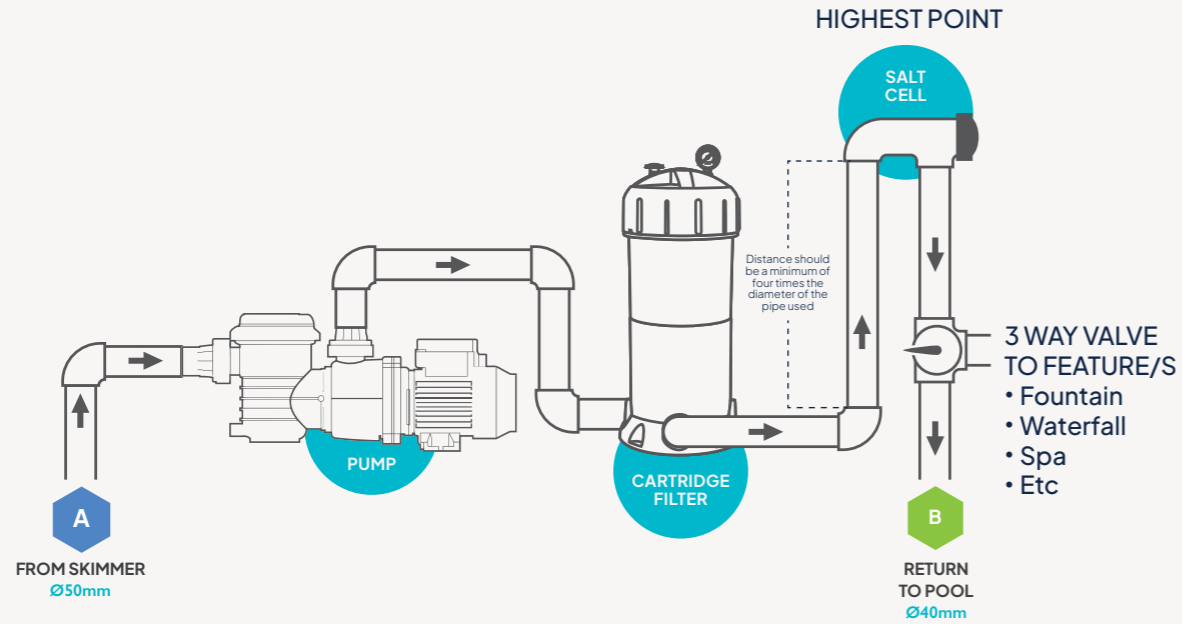 HIGHEST POINT
SALT
CELL
Distance should
be a minimum of
four times the
diameter of the
pipe used
3 WAY VALVE
TO FEATURE/S
• Fountain
• Waterfall
• Spa
• Etc
PUMP
CARTRIDGE
FILTER
A
FROM SKIMMER
Ø50mm
B
RETURN
TO POOL
Ø40mm